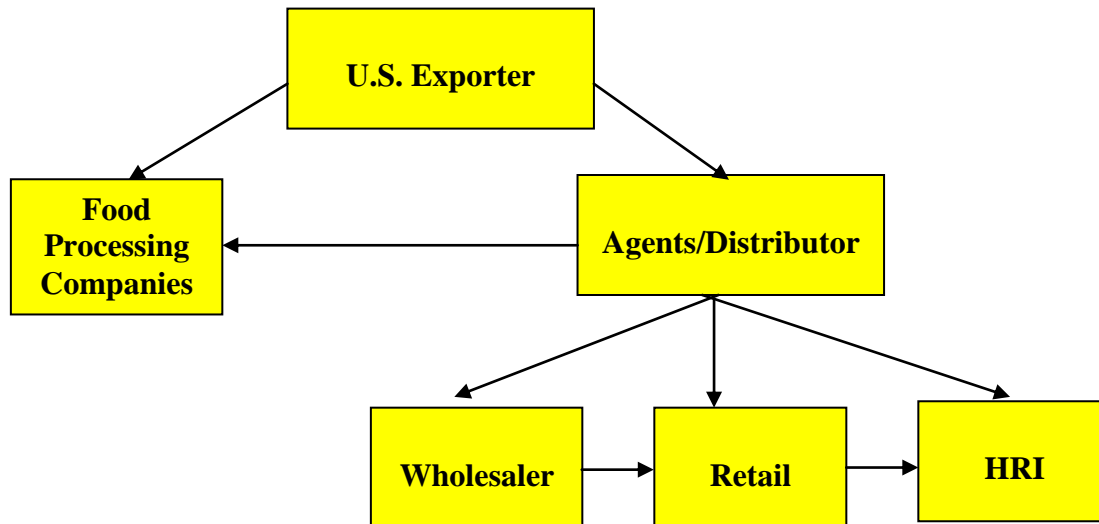 U.S. Exporter
Food
Processing
Companies
Agents/Distributor
Wholesaler
Retail
HRI